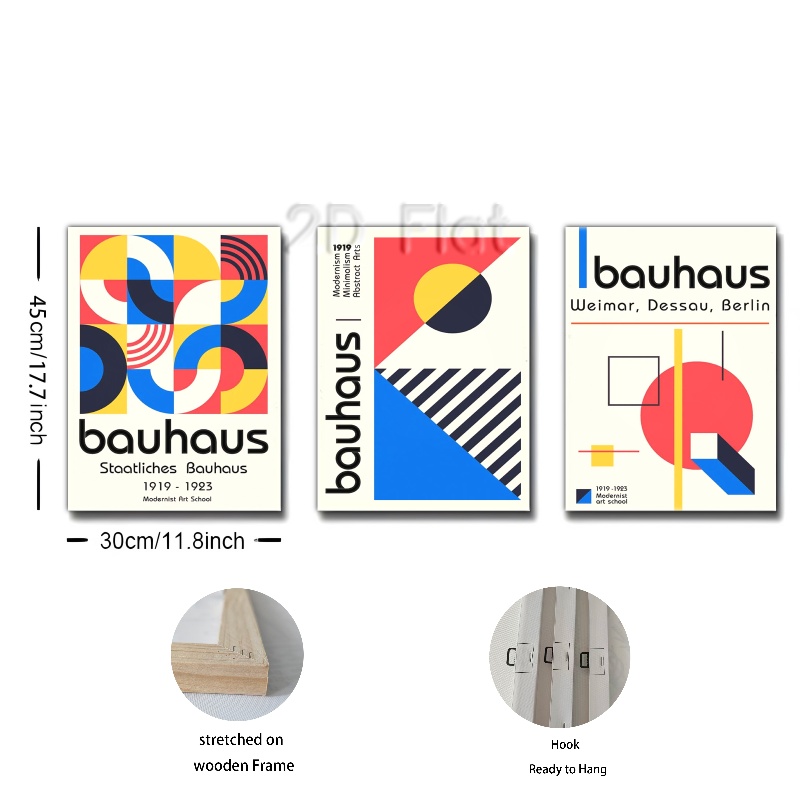 2D Flat
45cm/17.7inch
bauhaus
Staatliches Bauhaus
1919 - 1923
Modernist Art School
bauhaus
1919
Modernism
Minimalism
Abstract Arts
bauhaus
Weimar, Dessau, Berlin
1919 -1923
Modernist
art school
30cm/11.8inch
stretched on
wooden Frame
Hook
Ready to Hang